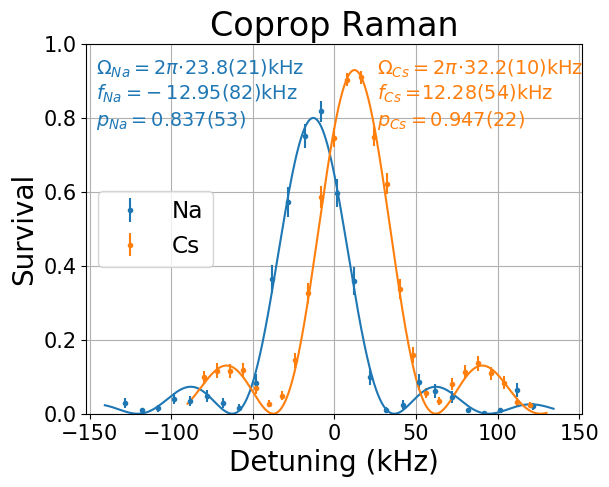 Coprop Raman
Ω_Na = 2π·23.8(21)kHz
f_Na = − 12.95(82)kHz
p_Na = 0.837(53)
Ω_Cs = 2π·32.2(10)kHz
f_Cs =12.28(54)kHz
p_Cs = 0.947(22)
Na
Cs
Survival
1.0
0.8
0.6
0.4
0.2
0.0
−150 −100 −50 0 50 100 150
Detuning (kHz)